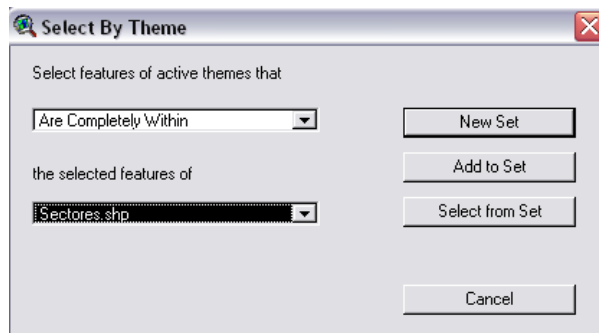 Select By Theme
Select features of active themes that
Are Completely Within
New Set
the selected features of
Add to Set
Sectores.shp
Select from Set
Cancel